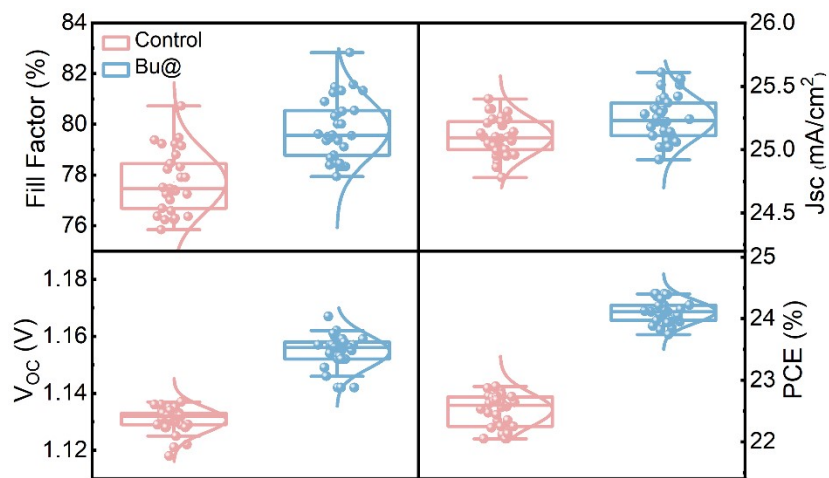 Fill Factor (%)
84
82
80
78
76
Control
Bu@
26.0
25.5
25.0
24.5
Jsc (mA/cm²)
V_OC (V)
1.18
1.16
1.14
1.12
25
24
23
22
PCE (%)